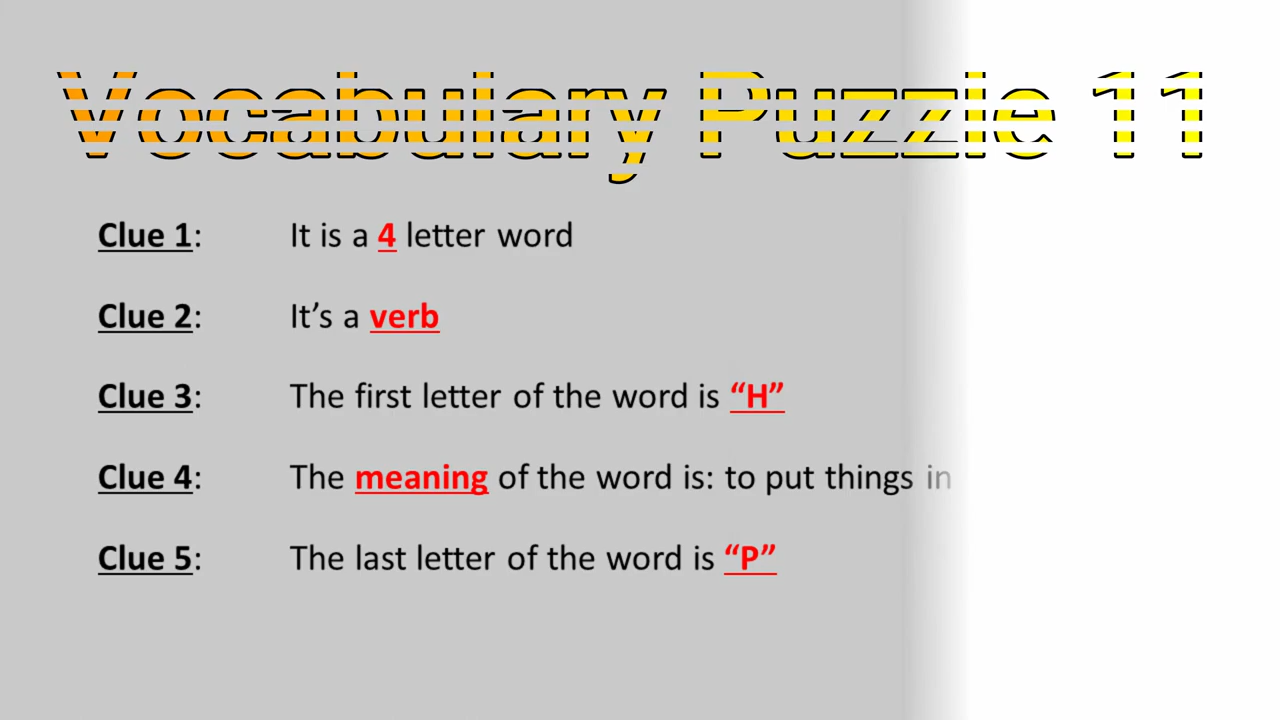 Vocabulary Puzzle 11
Clue 1: It is a 4 letter word
Clue 2: It’s a verb
Clue 3: The first letter of the word is “H”
Clue 4: The meaning of the word is: to put things in
Clue 5: The last letter of the word is “P”